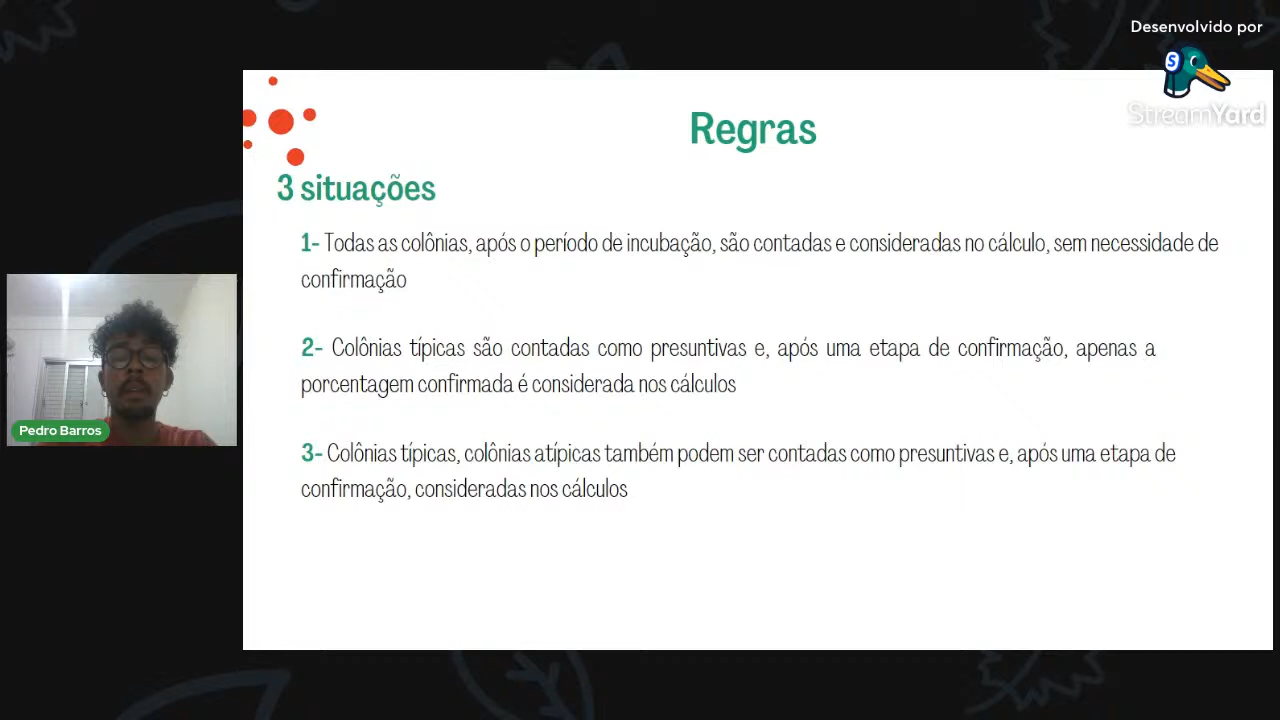 Desenvolvido por
StreamYard
Regras
3 situações
1- Todas as colônias, após o período de incubação, são contadas e consideradas no cálculo, sem necessidade de
confirmação
2- Colônias típicas são contadas como presuntivas e, após uma etapa de confirmação, apenas a
porcentagem confirmada é considerada nos cálculos
3- Colônias típicas, colônias atípicas também podem ser contadas como presuntivas e, após uma etapa de
confirmação, consideradas nos cálculos
Pedro Barros